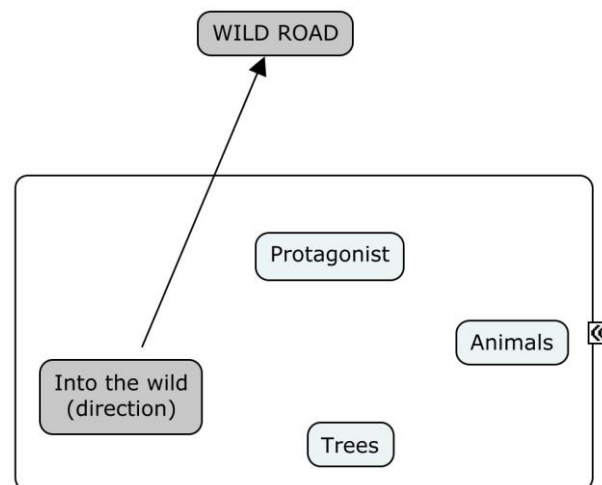 WILD ROAD
Protagonist
Animals
Into the wild
(direction)
Trees